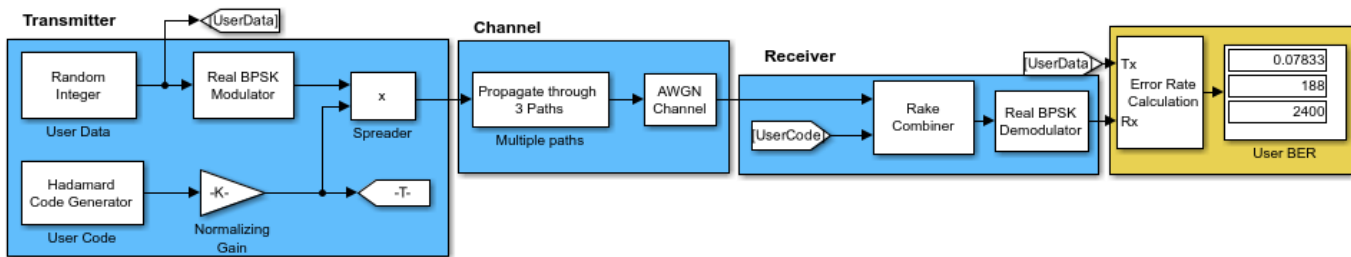 Transmitter
[UserData]
Random
Integer
User Data
Real BPSK
Modulator
x
Spreader
Hadamard
Code Generator
User Code
-K-
Normalizing
Gain
-T-
Channel
Propagate through
3 Paths
Multiple paths
AWGN
Channel
Receiver
[UserCode]
Rake
Combiner
Real BPSK
Demodulator
[UserData]
Tx
Error Rate
Calculation
Rx
0.07833
188
2400
User BER